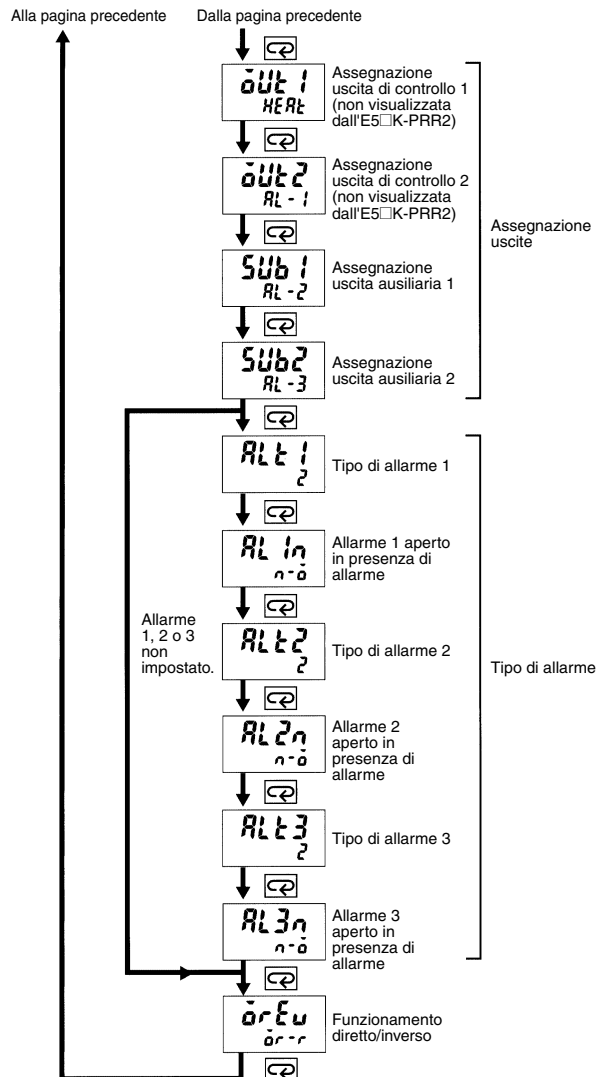 Alla pagina precedente
Dalla pagina precedente
out1
HEAt
Assegnazione
uscita di controllo 1
(non visualizzata
dall'E5□K-PRR2)
out2
AL-1
Assegnazione
uscita di controllo 2
(non visualizzata
dall'E5□K-PRR2)
SUb1
AL-2
Assegnazione
uscita ausiliaria 1
SUb2
AL-3
Assegnazione
uscita ausiliaria 2
Assegnazione
uscite
ALt1
2
Tipo di allarme 1
AL1n
n-o
Allarme 1 aperto
in presenza di
allarme
Allarme
1, 2 o 3
non
impostato.
ALt2
2
Tipo di allarme 2
Tipo di allarme
AL2n
n-o
Allarme 2
aperto in
presenza di
allarme
ALt3
2
Tipo di allarme 3
AL3n
n-o
Allarme 3
aperto in
presenza di
allarme
orEv
or-r
Funzionamento
diretto/inverso